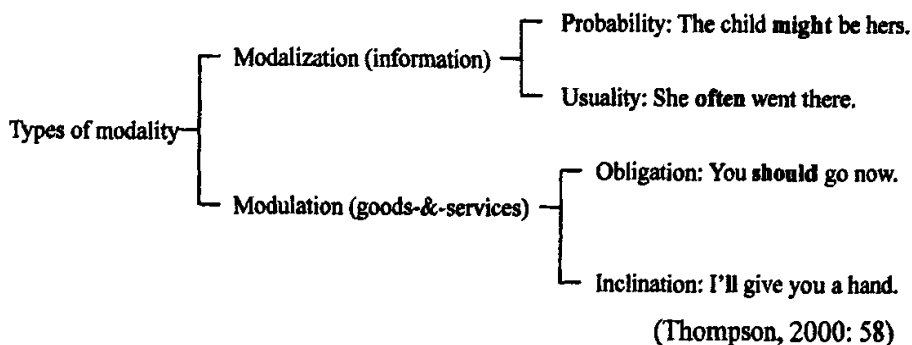 Probability: The child might be hers.
Modalization (information)
Usuality: She often went there.
Types of modality
Obligation: You should go now.
Modulation (goods-&-services)
Inclination: I'll give you a hand.
(Thompson, 2000: 58)